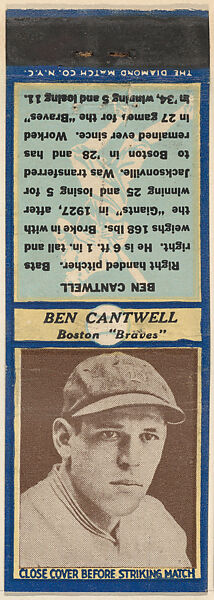 THE DIAMOND MATCH CO. N.Y.C.
BEN CANTWELL
Right handed pitcher. Bats
right. He is 6 ft. 1 in. tall and
weighs 168 lbs. Broke in with
the "Giants" in 1927, after
winning 25 and losing 5 for
Jacksonville. Was transferred
to Boston in '28, and has
remained ever since. Worked
in 27 games for "Braves"
in '34, winning 5 and losing 11.
BEN CANTWELL
Boston "Braves"
CLOSE COVER BEFORE STRIKING MATCH